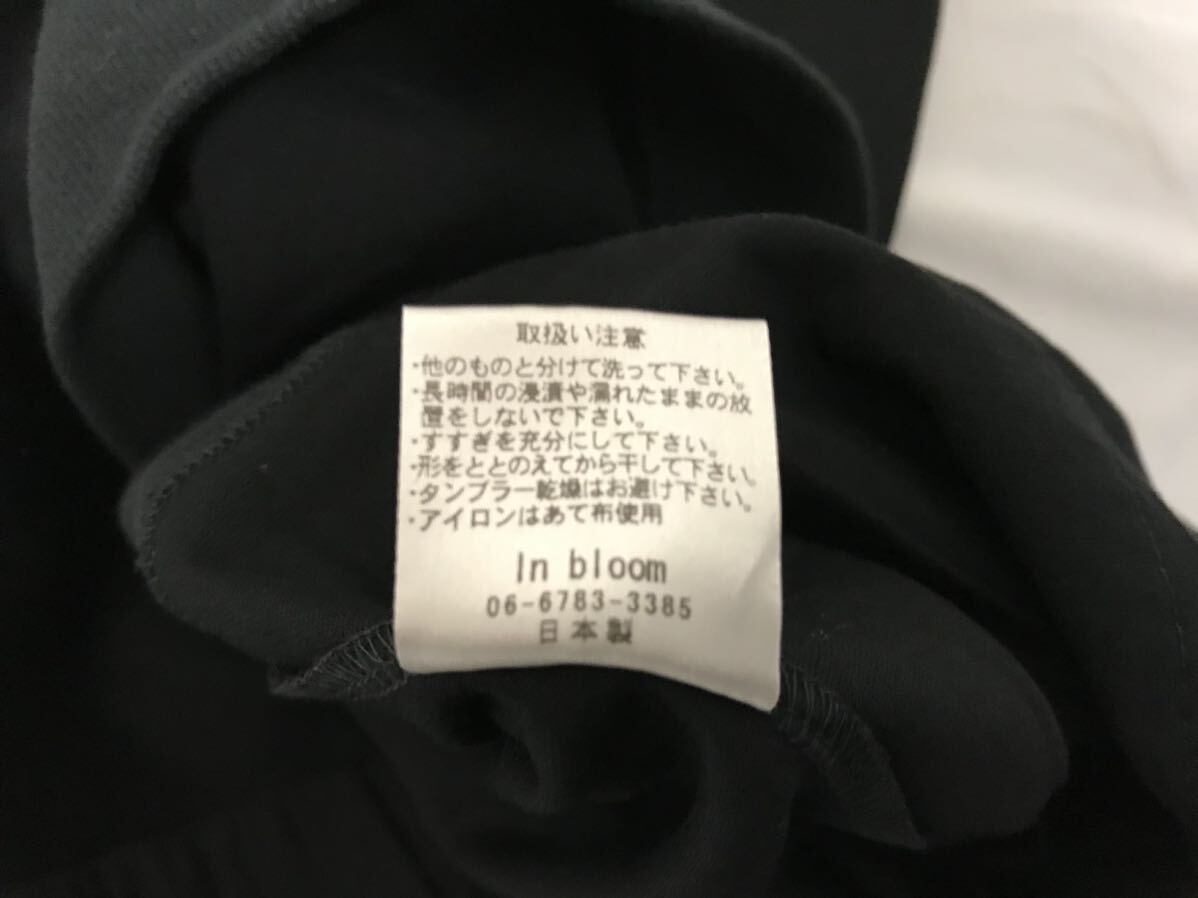 取扱い注意
・他のものと分けて洗って下さい。
・長時間の浸漬や漏れたままの放
置をしないで下さい。
・すすぎを充分にして下さい。
・形をととのえてから干して下さい。
・タンブラー乾燥はお避け下さい。
・アイロンはあて布使用
In bloom
06-6783-3385
日本製